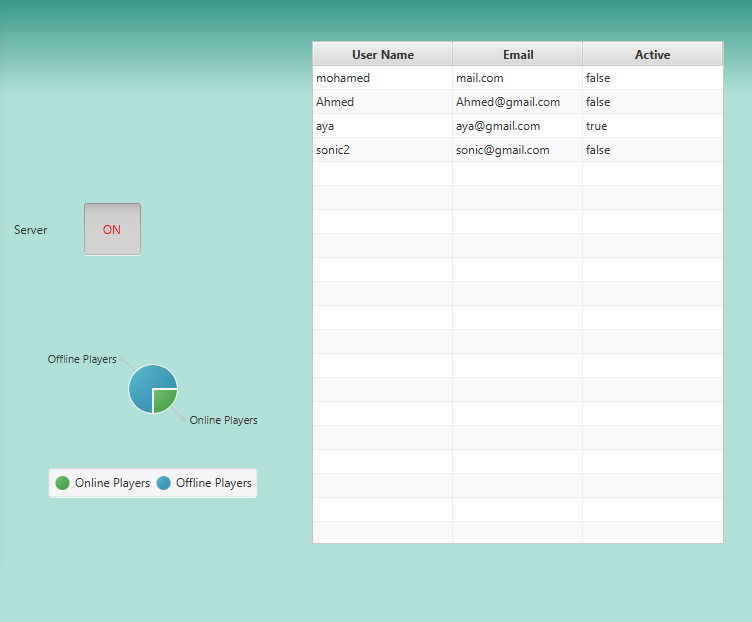 User Name Email Active
mohamed mail.com false
Ahmed Ahmed@gmail.com false
aya aya@gmail.com true
sonic2 sonic@gmail.com false
Server ON
Offline Players
Online Players
Online Players Offline Players